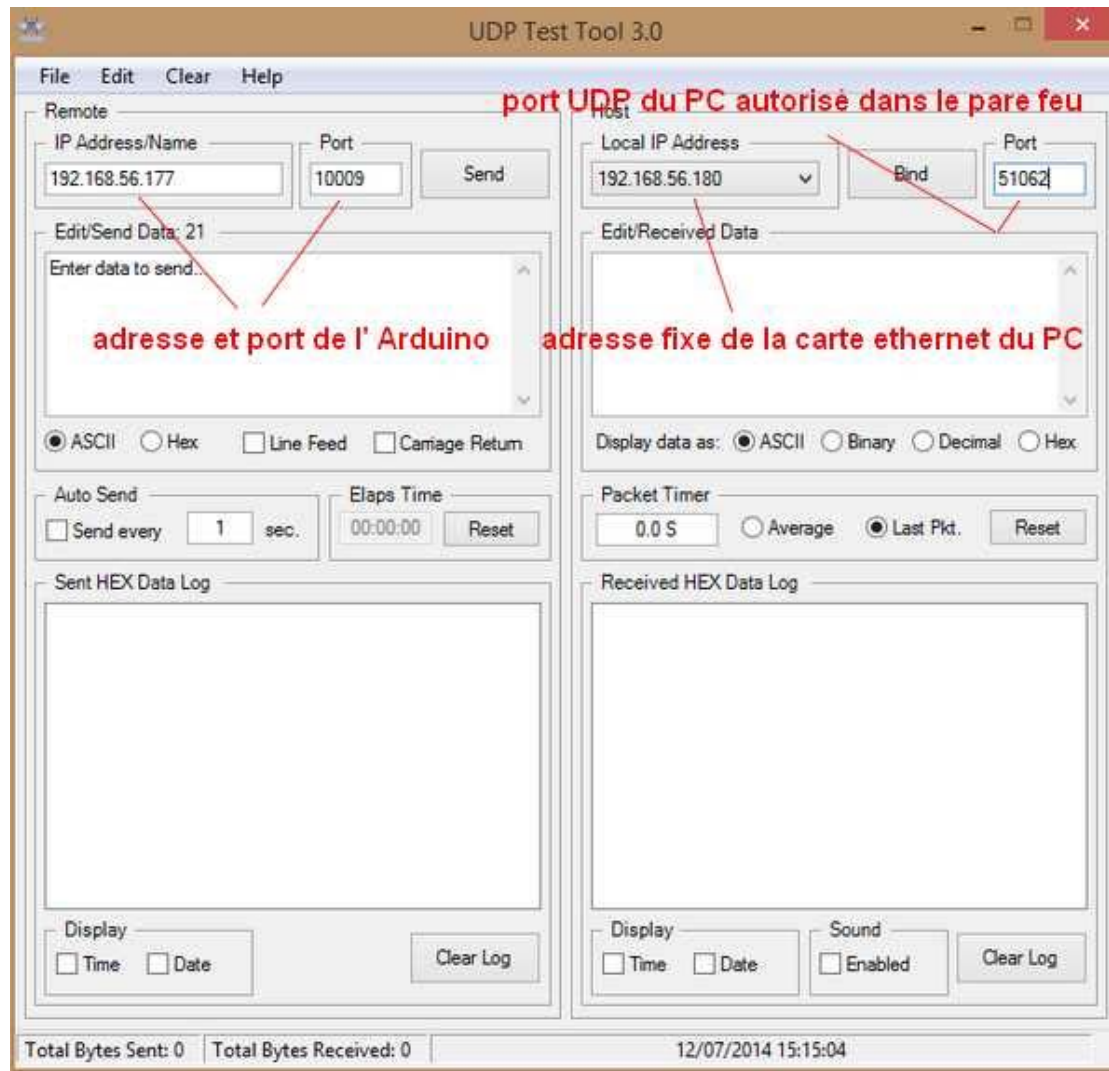 UDP Test Tool 3.0
File Edit Clear Help
port UDP du PC autorisé dans le pare feu
Remote
IP Address/Name
192.168.56.177
Port
10009
Send
Edit/Send Data: 21
Enter data to send..
adresse et port de l' Arduino
ASCII Hex Line Feed Carriage Return
Auto Send
Send every 1 sec.
Elaps Time
00:00:00 Reset
Sent HEX Data Log
Display
Time Date
Clear Log
Host
Local IP Address
192.168.56.180
Bind
Port
51062
Edit/Received Data
adresse fixe de la carte ethernet du PC
Display data as: ASCII Binary Decimal Hex
Packet Timer
0.0 S Average Last Pkt. Reset
Received HEX Data Log
Display
Time Date
Sound
Enabled
Clear Log
Total Bytes Sent: 0 Total Bytes Received: 0 12/07/2014 15:15:04